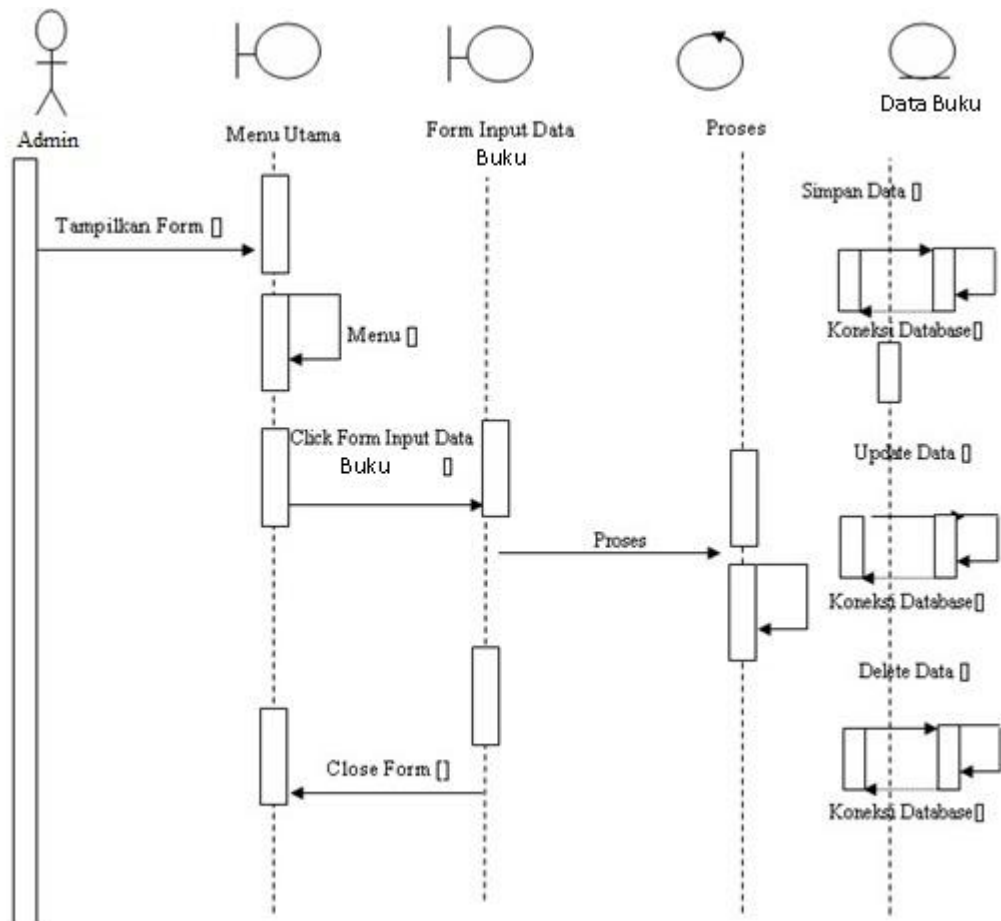 Admin
Menu Utama
Form Input Data
Buku
Proses
Data Buku
Simpan Data []
Tampilkan Form []
Koneksi Database[]
Menu []
Click Form Input Data
Buku []
Update Data []
Proses
Koneksi Database[]
Delete Data []
Close Form []
Koneksi Database[]